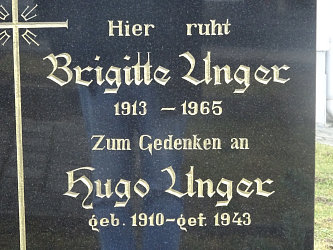 Hier ruht
Brigitte Unger
1913 – 1965
Zum Gedenken an
Hugo Unger
geb. 1910 – gef. 1943